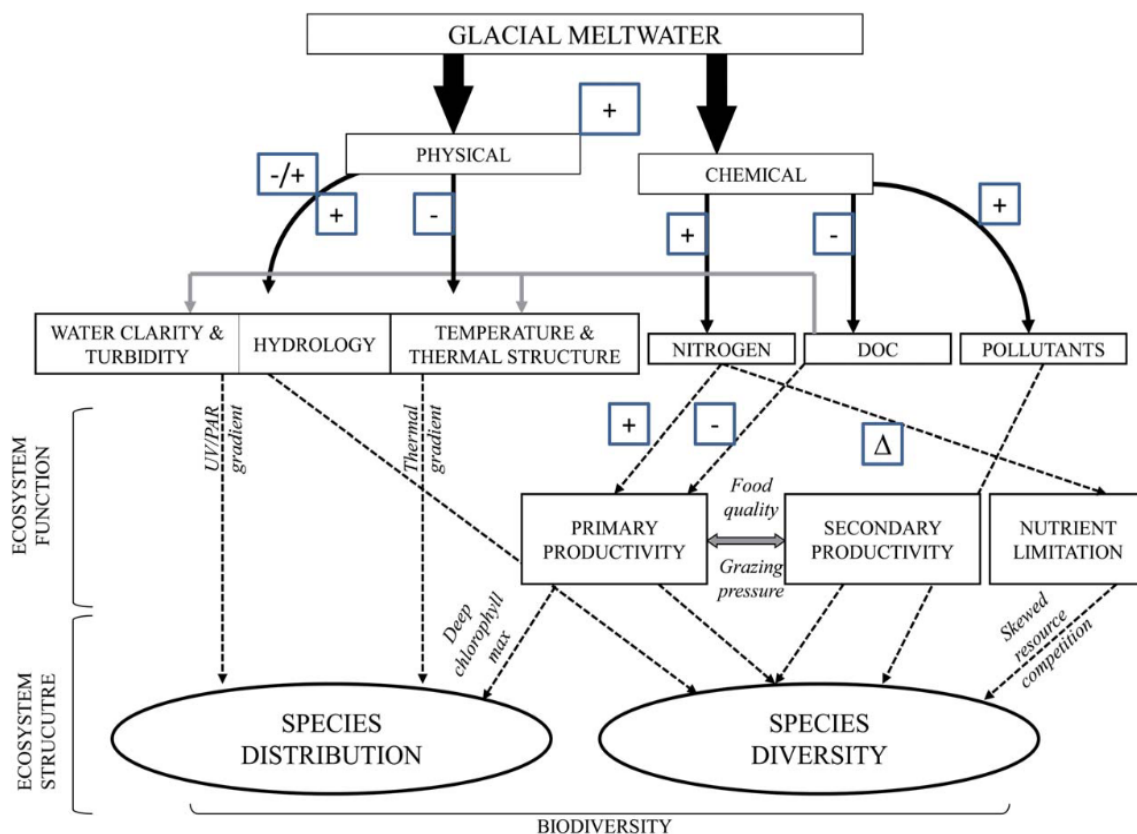 GLACIAL MELTWATER
+
PHYSICAL
CHEMICAL
-/+
+
-
+
-
+
WATER CLARITY &
TURBIDITY
HYDROLOGY
TEMPERATURE &
THERMAL STRUCTURE
NITROGEN
DOC
POLLUTANTS
ECOSYSTEM
FUNCTION
UV/PAR
gradient
Thermal
gradient
+
-
Δ
PRIMARY
PRODUCTIVITY
Food
quality
Grazing
pressure
SECONDARY
PRODUCTIVITY
NUTRIENT
LIMITATION
ECOSYSTEM
STRUCUTRE
Deep
chlorophyll
max
Skewed
resource
competition
SPECIES
DISTRIBUTION
SPECIES
DIVERSITY
BIODIVERSITY